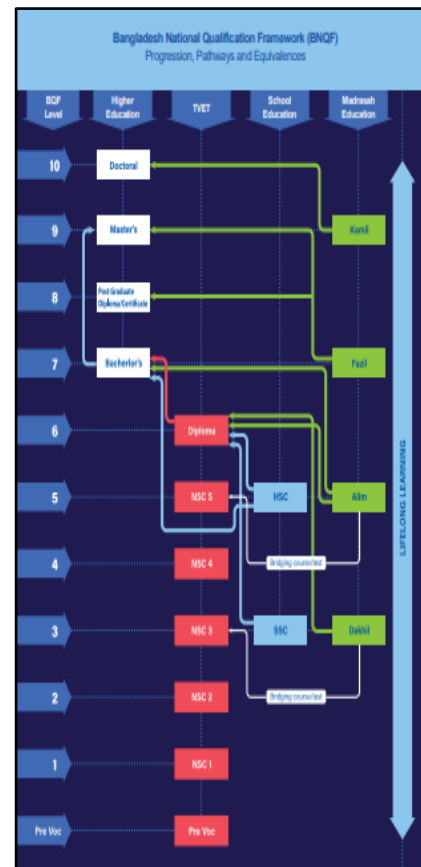 Bangladesh National Qualification Framework (BNQF)
Progression, Pathways and Equivalences
BQF
Level
Higher
Education
TVET
School
Education
Madrasah
Education
10
Doctoral
9
Master's
Kamil
8
Post Graduate
Diploma/Certificate
7
Bacherlor's
Fazil
6
Diploma
5
NSC 5
HSC
Alim
4
NSC 4
Bridging course/test
3
NSC 3
SSC
Dakhil
2
NSC 2
Bridging course/test
1
NSC 1
Pre Voc
Pre Voc
LIFELONG LEARNING